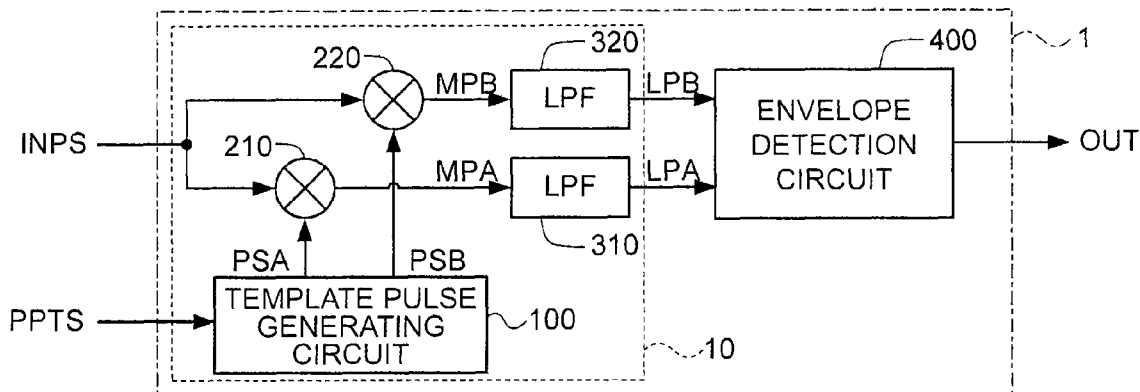 320
400
1
220
MPB
LPF
LPB
ENVELOPE
DETECTION
CIRCUIT
INPS
OUT
210
MPA
LPF
LPA
310
PSA
PSB
TEMPLATE PULSE
GENERATING
CIRCUIT
PPTS
100
10